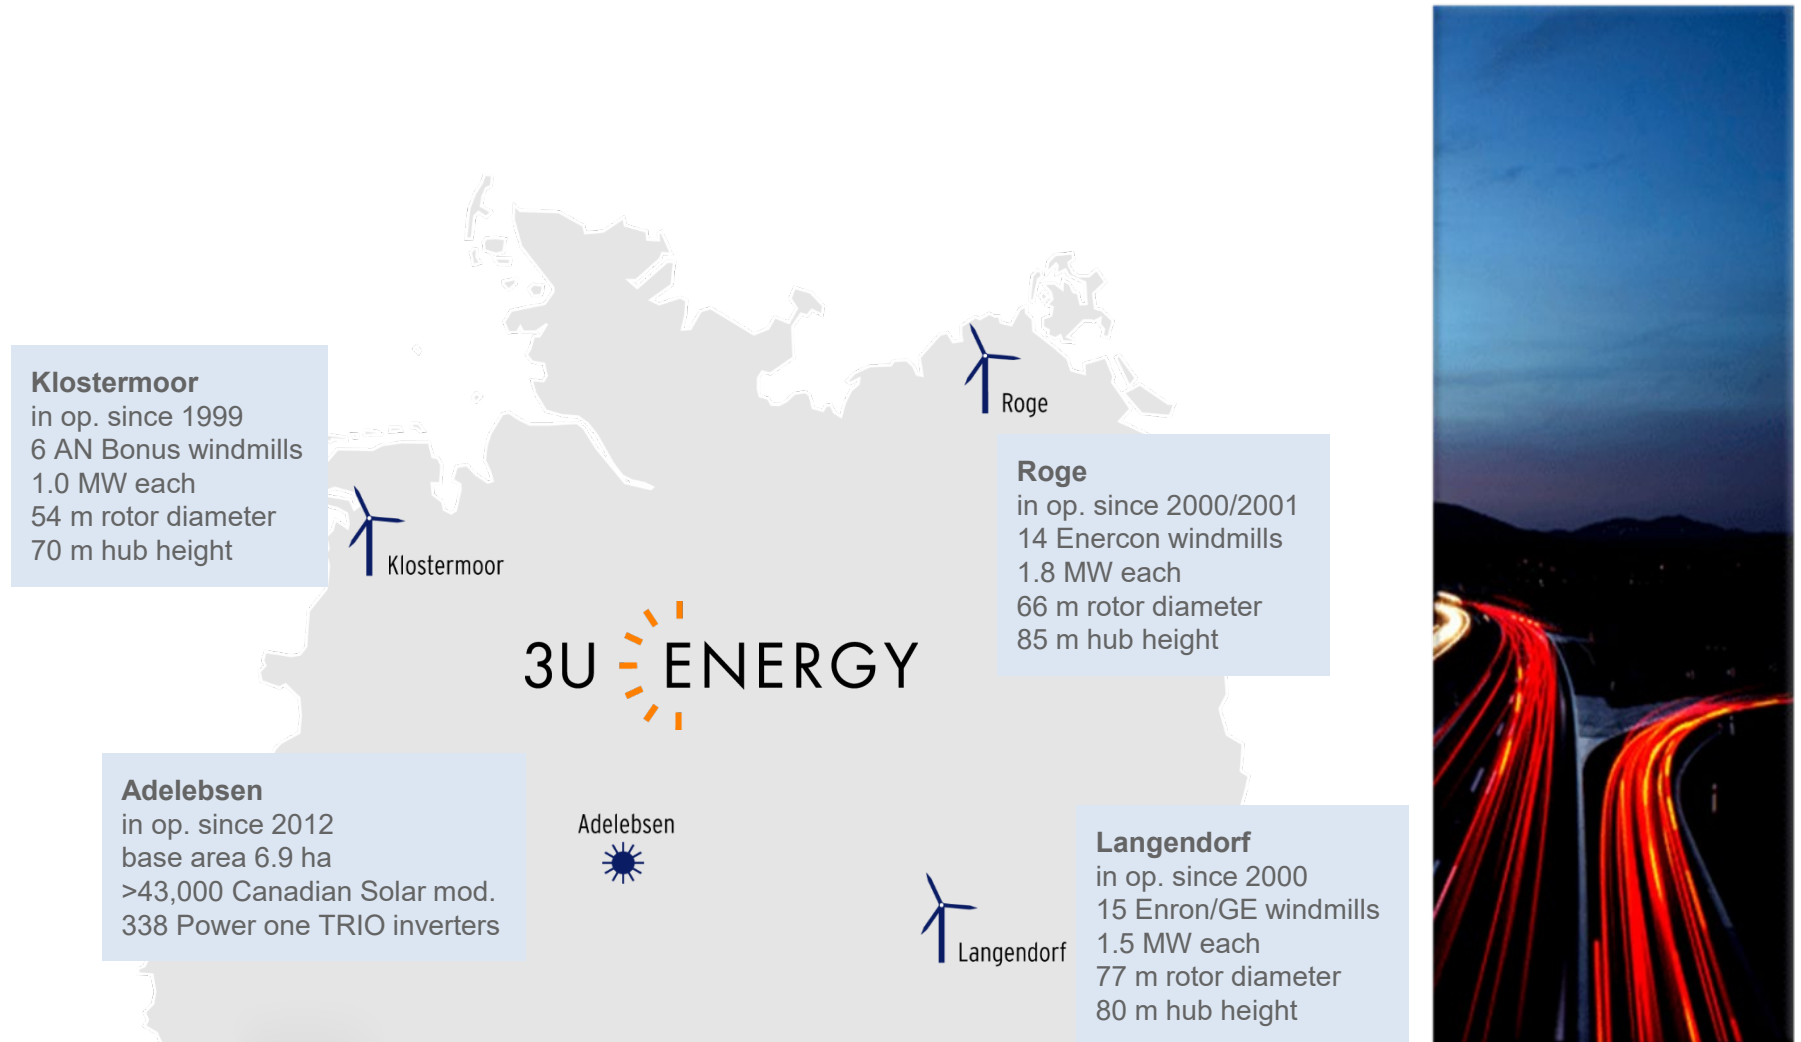 Klostermoor
in op. since 1999
6 AN Bonus windmills
1.0 MW each
54 m rotor diameter
70 m hub height
Klostermoor
Roge
Roge
in op. since 2000/2001
14 Enercon windmills
1.8 MW each
66 m rotor diameter
85 m hub height
3U ENERGY
Adelebsen
in op. since 2012
base area 6.9 ha
>43,000 Canadian Solar mod.
338 Power one TRIO inverters
Adelebsen
Langendorf
Langendorf
in op. since 2000
15 Enron/GE windmills
1.5 MW each
77 m rotor diameter
80 m hub height